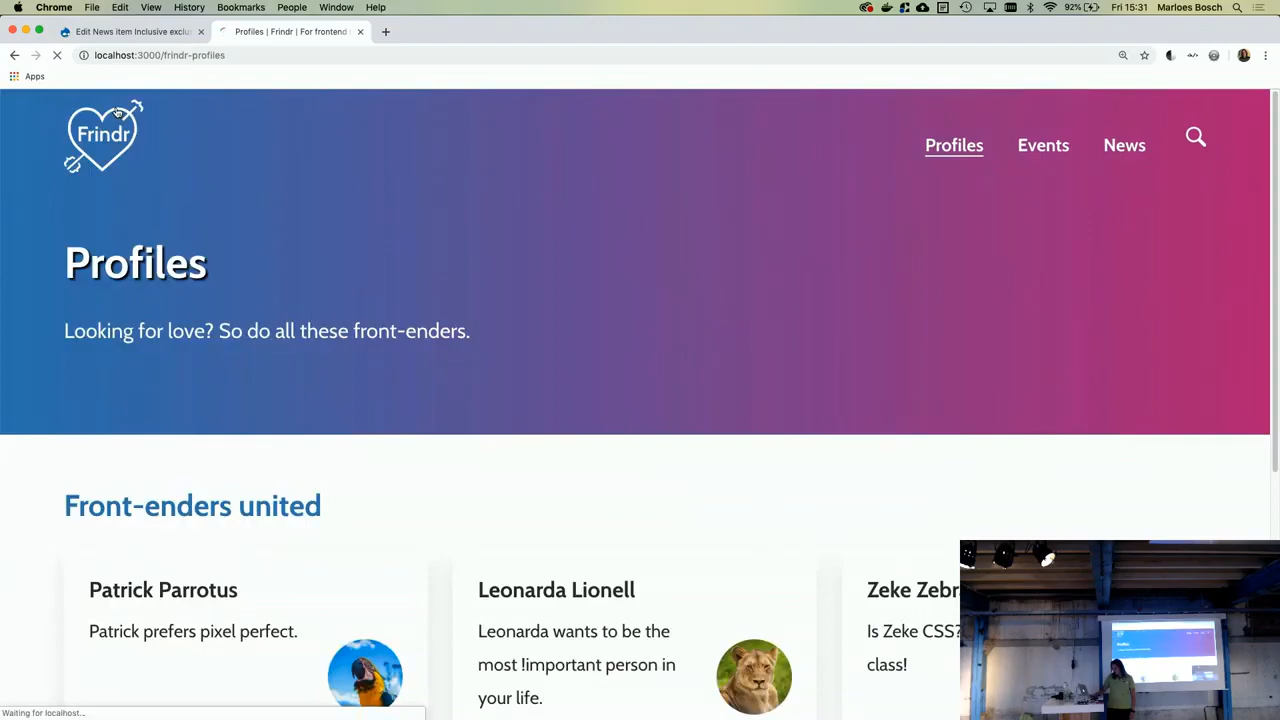 Chrome File Edit View History Bookmarks People Window Help 92% Fri 15:31 Marloes Bosch
Edit News item Inclusive exclu
Profiles | Frindr | For frontend
localhost:3000/frindr-profiles
Apps
Frindr
Profiles Events News
Profiles
Looking for love? So do all these front-enders.
Front-enders united
Patrick Parrotus
Patrick prefers pixel perfect.
Leonarda Lionell
Leonarda wants to be the
most !important person in
your life.
Zeke Zebr
Is Zeke CSS?
class!
Waiting for localhost...